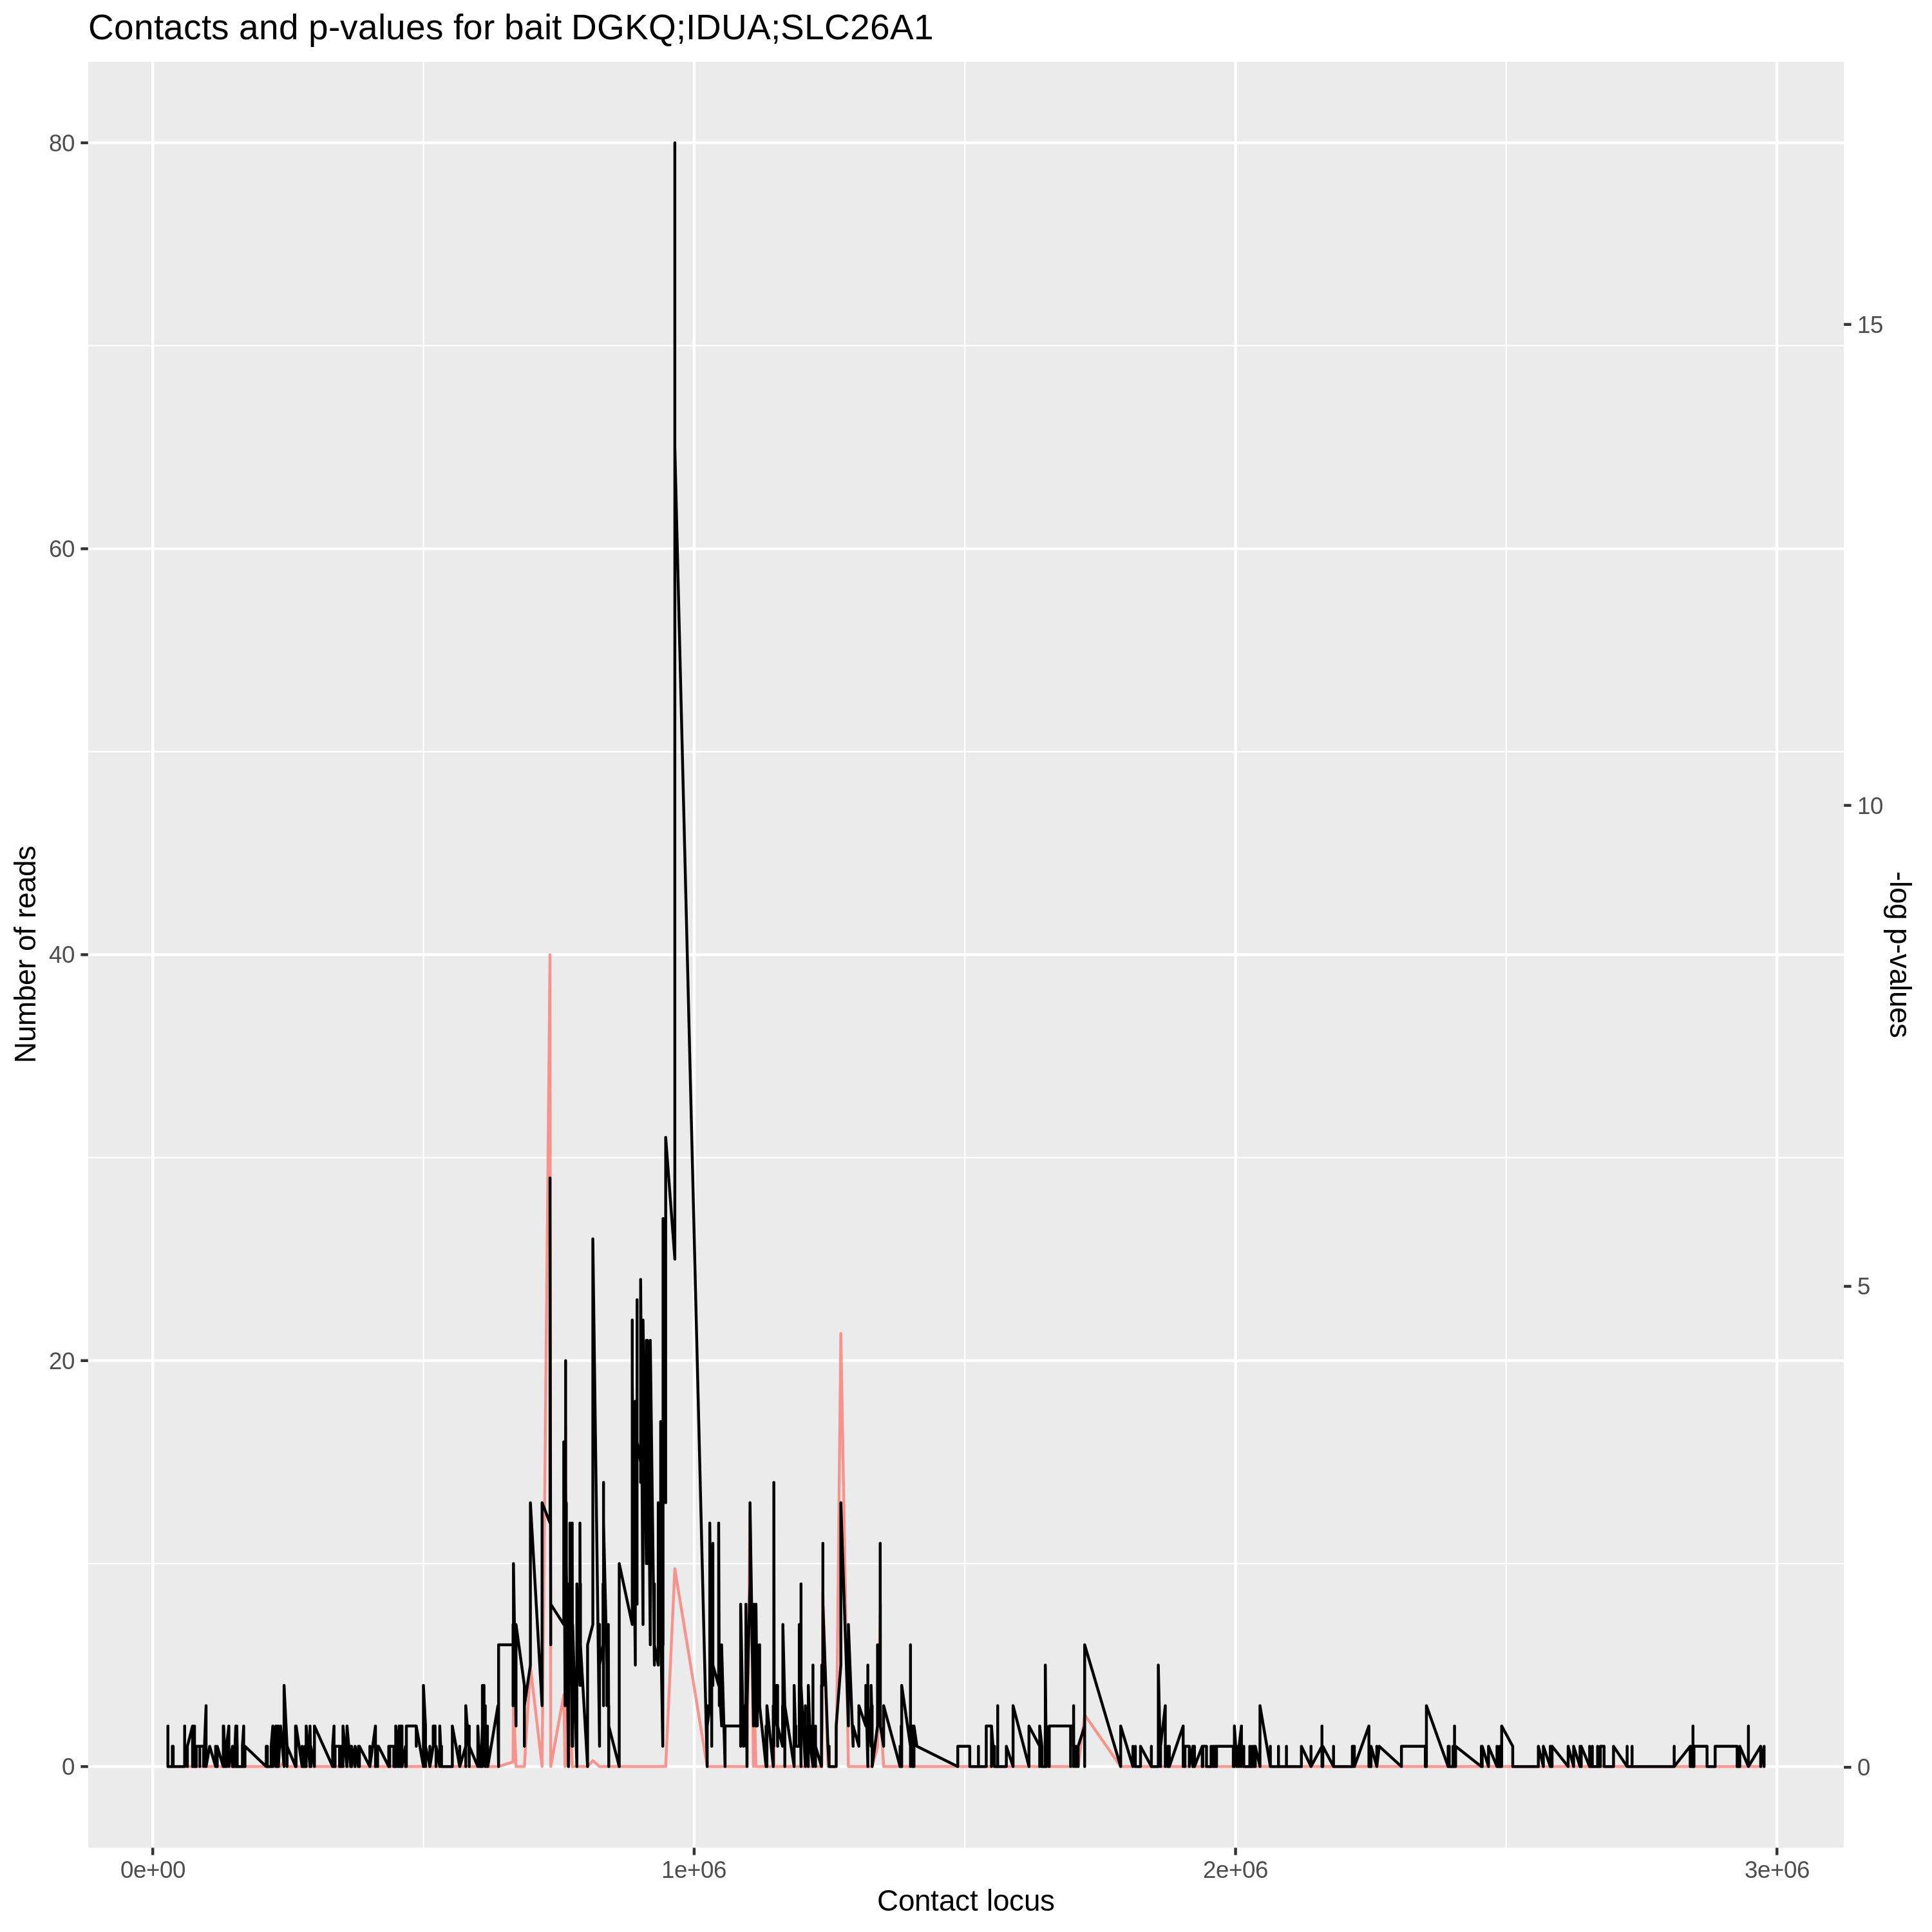 Contacts and p-values for bait DGKQ;IDUA;SLC26A1
80
60
40
20
0
Number of reads
15
10
5
0
-log p-values
0e+00
1e+06
2e+06
3e+06
Contact locus